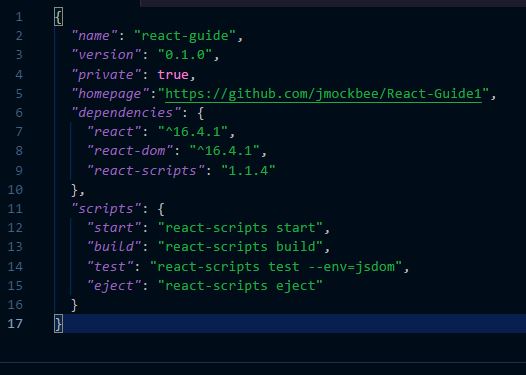 1 {
2 "name": "react-guide",
3 "version": "0.1.0",
4 "private": true,
5 "homepage":"https://github.com/jmockbee/React-Guide1",
6 "dependencies": {
7 "react": "^16.4.1",
8 "react-dom": "^16.4.1",
9 "react-scripts": "1.1.4"
10 },
11 "scripts": {
12 "start": "react-scripts start",
13 "build": "react-scripts build",
14 "test": "react-scripts test --env=jsdom",
15 "eject": "react-scripts eject"
16 }
17 }